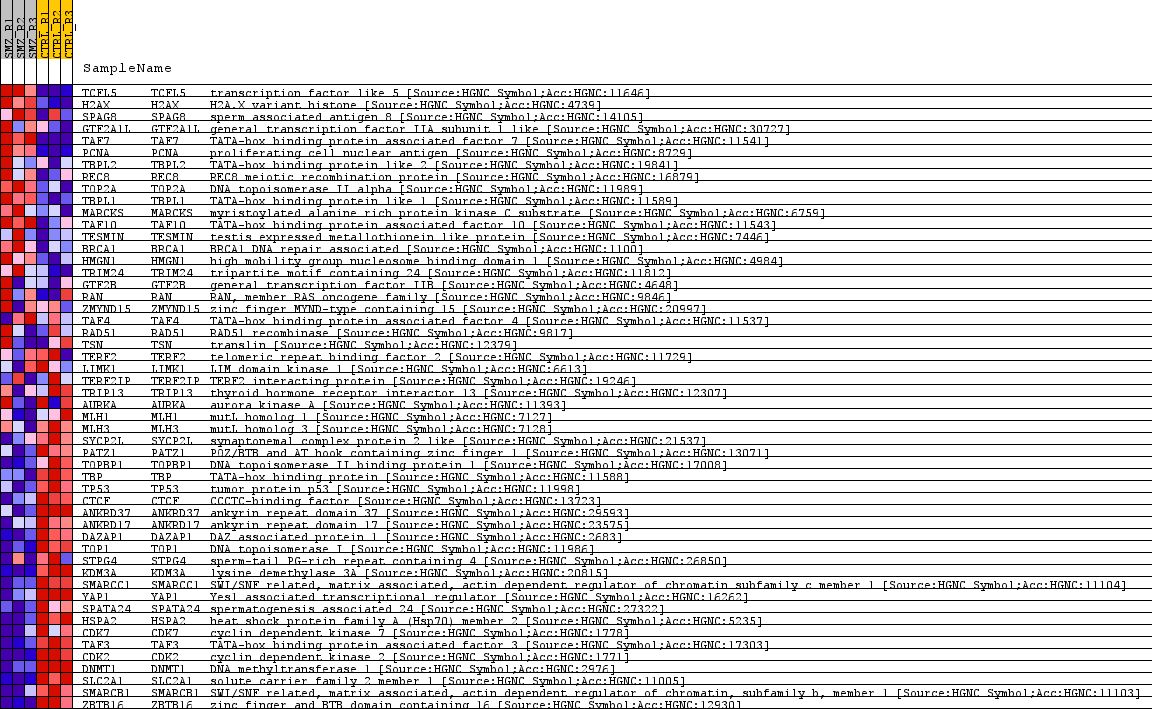 SMZ_R1 SMZ_R2 SMZ_R3 CTRL_R1 CTRL_R2 CTRL_R3
SampleName
TCFL5 TCFL5 transcription factor like 5 [Source:HGNC Symbol;Acc:HGNC:11646]
H2AX H2AX H2A.X variant histone [Source:HGNC Symbol;Acc:HGNC:4739]
SPAG8 SPAG8 sperm associated antigen 8 [Source:HGNC Symbol;Acc:HGNC:14105]
GTF2A1L GTF2A1L general transcription factor IIA subunit 1 like [Source:HGNC Symbol;Acc:HGNC:30727]
TAF7 TAF7 TATA-box binding protein associated factor 7 [Source:HGNC Symbol;Acc:HGNC:11541]
PCNA PCNA proliferating cell nuclear antigen [Source:HGNC Symbol;Acc:HGNC:8729]
TBPL2 TBPL2 TATA-box binding protein like 2 [Source:HGNC Symbol;Acc:HGNC:19841]
REC8 REC8 REC8 meiotic recombination protein [Source:HGNC Symbol;Acc:HGNC:16879]
TOP2A TOP2A DNA topoisomerase II alpha [Source:HGNC Symbol;Acc:HGNC:11989]
TBPL1 TBPL1 TATA-box binding protein like 1 [Source:HGNC Symbol;Acc:HGNC:11589]
MARCKS MARCKS myristoylated alanine rich protein kinase C substrate [Source:HGNC Symbol;Acc:HGNC:6759]
TAF10 TAF10 TATA-box binding protein associated factor 10 [Source:HGNC Symbol;Acc:HGNC:11543]
TESMIN TESMIN testis expressed metallothionein like protein [Source:HGNC Symbol;Acc:HGNC:7446]
BRCA1 BRCA1 BRCA1 DNA repair associated [Source:HGNC Symbol;Acc:HGNC:1100]
HMGN1 HMGN1 high mobility group nucleosome binding domain 1 [Source:HGNC Symbol;Acc:HGNC:4984]
TRIM24 TRIM24 tripartite motif containing 24 [Source:HGNC Symbol;Acc:HGNC:11812]
GTF2B GTF2B general transcription factor IIB [Source:HGNC Symbol;Acc:HGNC:4648]
RAN RAN RAN, member RAS oncogene family [Source:HGNC Symbol;Acc:HGNC:9846]
ZMYND15 ZMYND15 zinc finger MYND-type containing 15 [Source:HGNC Symbol;Acc:HGNC:20997]
TAF4 TAF4 TATA-box binding protein associated factor 4 [Source:HGNC Symbol;Acc:HGNC:11537]
RAD51 RAD51 RAD51 recombinase [Source:HGNC Symbol;Acc:HGNC:9817]
TSN TSN translin [Source:HGNC Symbol;Acc:HGNC:12379]
TERF2 TERF2 telomeric repeat binding factor 2 [Source:HGNC Symbol;Acc:HGNC:11729]
LIMK1 LIMK1 LIM domain kinase 1 [Source:HGNC Symbol;Acc:HGNC:6613]
TERF2IP TERF2IP TERF2 interacting protein [Source:HGNC Symbol;Acc:HGNC:19246]
TRIP13 TRIP13 thyroid hormone receptor interactor 13 [Source:HGNC Symbol;Acc:HGNC:12307]
AURKA AURKA aurora kinase A [Source:HGNC Symbol;Acc:HGNC:11393]
MLH1 MLH1 mutL homolog 1 [Source:HGNC Symbol;Acc:HGNC:7127]
MLH3 MLH3 mutL homolog 3 [Source:HGNC Symbol;Acc:HGNC:7128]
SYCP2L SYCP2L synaptonemal complex protein 2 like [Source:HGNC Symbol;Acc:HGNC:21537]
PATZ1 PATZ1 POZ/BTB and AT hook containing zinc finger 1 [Source:HGNC Symbol;Acc:HGNC:13071]
TOPBP1 TOPBP1 DNA topoisomerase II binding protein 1 [Source:HGNC Symbol;Acc:HGNC:17008]
TBP TBP TATA-box binding protein [Source:HGNC Symbol;Acc:HGNC:11588]
TP53 TP53 tumor protein p53 [Source:HGNC Symbol;Acc:HGNC:11998]
CTCF CTCF CCCTC-binding factor [Source:HGNC Symbol;Acc:HGNC:13723]
ANKRD37 ANKRD37 ankyrin repeat domain 37 [Source:HGNC Symbol;Acc:HGNC:29593]
ANKRD17 ANKRD17 ankyrin repeat domain 17 [Source:HGNC Symbol;Acc:HGNC:23575]
DAZAP1 DAZAP1 DAZ associated protein 1 [Source:HGNC Symbol;Acc:HGNC:2683]
TOP1 TOP1 DNA topoisomerase I [Source:HGNC Symbol;Acc:HGNC:11986]
STPG4 STPG4 sperm-tail PG-rich repeat containing 4 [Source:HGNC Symbol;Acc:HGNC:26850]
KDM3A KDM3A lysine demethylase 3A [Source:HGNC Symbol;Acc:HGNC:20815]
SMARCC1 SMARCC1 SWI/SNF related, matrix associated, actin dependent regulator of chromatin subfamily c member 1 [Source:HGNC Symbol;Acc:HGNC:11104]
YAP1 YAP1 Yes1 associated transcriptional regulator [Source:HGNC Symbol;Acc:HGNC:16262]
SPATA24 SPATA24 spermatogenesis associated 24 [Source:HGNC Symbol;Acc:HGNC:27322]
HSPA2 HSPA2 heat shock protein family A (Hsp70) member 2 [Source:HGNC Symbol;Acc:HGNC:5235]
CDK7 CDK7 cyclin dependent kinase 7 [Source:HGNC Symbol;Acc:HGNC:1778]
TAF3 TAF3 TATA-box binding protein associated factor 3 [Source:HGNC Symbol;Acc:HGNC:17303]
CDK2 CDK2 cyclin dependent kinase 2 [Source:HGNC Symbol;Acc:HGNC:1771]
DNMT1 DNMT1 DNA methyltransferase 1 [Source:HGNC Symbol;Acc:HGNC:2976]
SLC2A1 SLC2A1 solute carrier family 2 member 1 [Source:HGNC Symbol;Acc:HGNC:11005]
SMARCB1 SMARCB1 SWI/SNF related, matrix associated, actin dependent regulator of chromatin, subfamily b, member 1 [Source:HGNC Symbol;Acc:HGNC:11103]
ZBTB16 ZBTB16 zinc finger and BTB domain containing 16 [Source:HGNC Symbol;Acc:HGNC:12930]